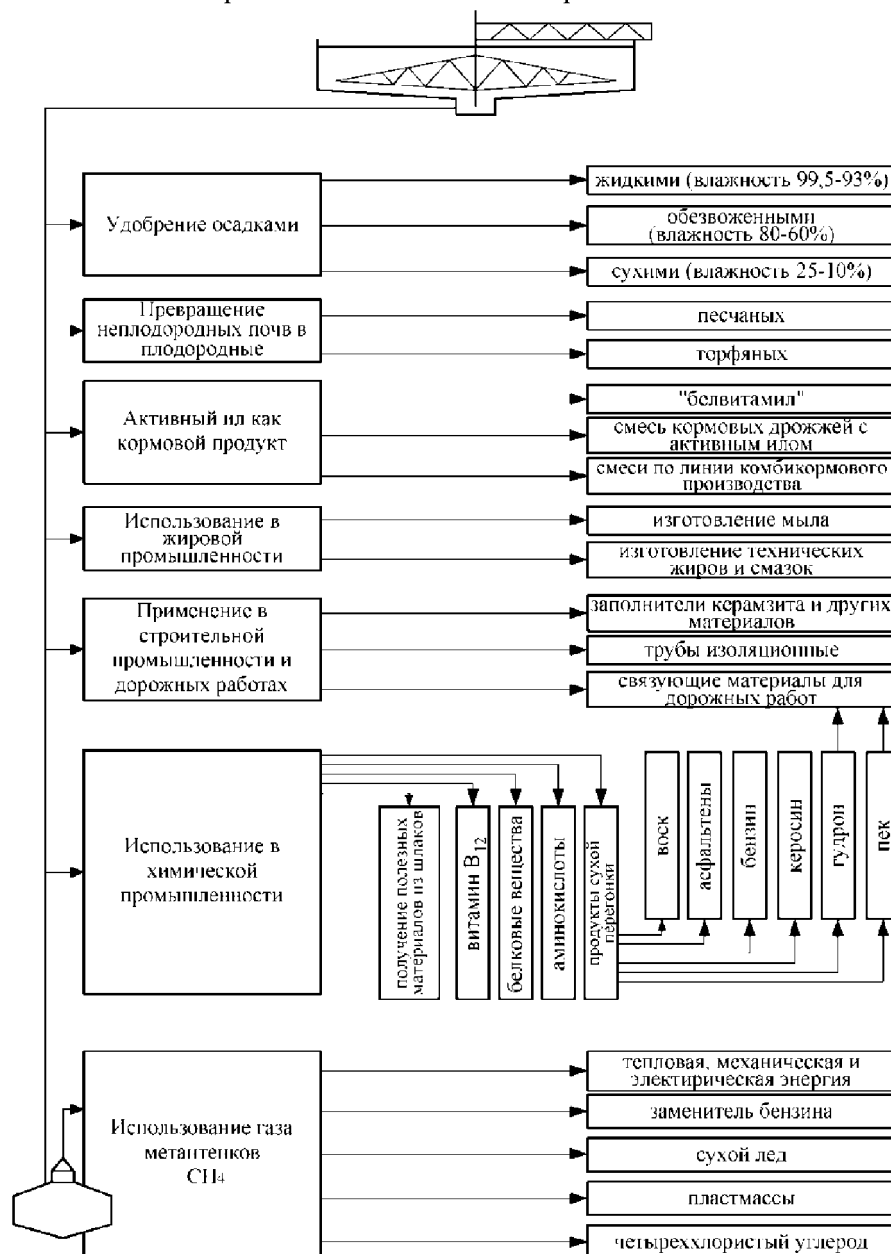 жидкими (влажность 99,5-93%)
Удобрение осадками
обезвоженными
(влажность 80-60%)
сухими (влажность 25-10%)
Превращение
неплодородных почв в
плодородные
песчаных
торфяных
Активный ил как
кормовой продукт
"белвитамил"
смесь кормовых дрожжей с
активным илом
смеси по линии комбикормового
производства
Использование в
жировой
промышленности
изготовление мыла
изготовление технических
жиров и смазок
Применение в
строительной
промышленности и
дорожных работах
заполнители керамзита и других
материалов
трубы изоляционные
связующие материалы для
дорожных работ
Использование в
химической
промышленности
получение полезных
материалов из шлаков
витамин B12
белковые вещества
аминокислоты
продукты сухой
перегонки
воск
асфальтены
бензин
керосин
гудрон
пек
Использование газа
метантенков
CH4
тепловая, механическая и
электирическая энергия
заменитель бензина
сухой лед
пластмассы
четыреххлористый углерод